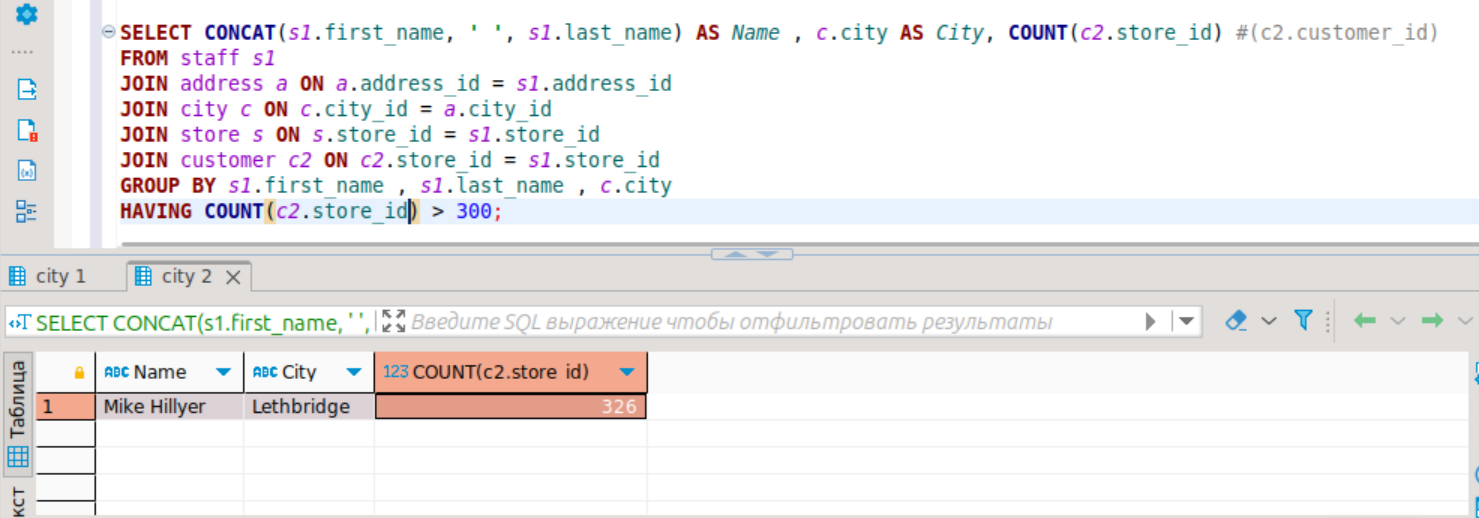 SELECT CONCAT(s1.first_name, ' ', s1.last_name) AS Name , c.city AS City, COUNT(c2.store_id) #(c2.customer_id)
FROM staff s1
JOIN address a ON a.address_id = s1.address_id
JOIN city c ON c.city_id = a.city_id
JOIN store s ON s.store_id = s1.store_id
JOIN customer c2 ON c2.store_id = s1.store_id
GROUP BY s1.first_name , s1.last_name , c.city
HAVING COUNT(c2.store_id) > 300;
city 1
city 2
SELECT CONCAT(s1.first_name, ' ',
Введите SQL выражение чтобы отфильтровать результаты
Таблица
ABC Name
ABC City
123 COUNT(c2.store_id)
1 Mike Hillyer Lethbridge 326
кст